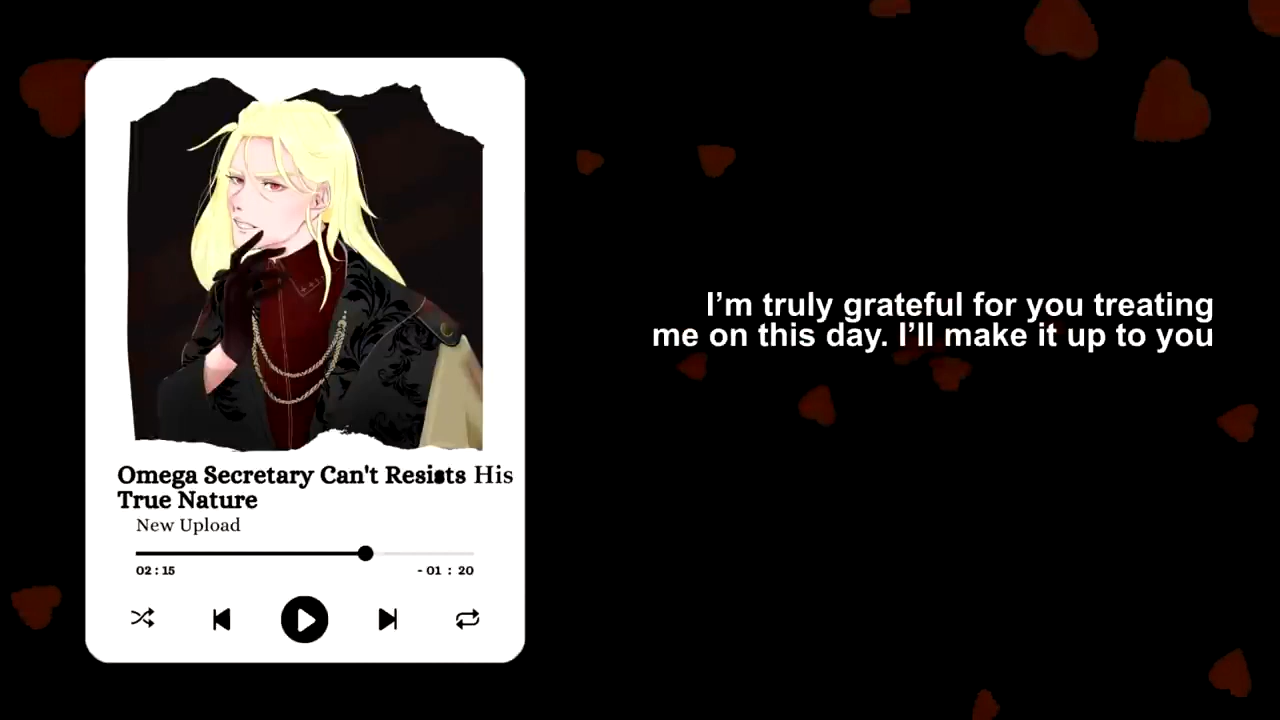 Omega Secretary Can't Resists His
True Nature
New Upload
02:15
- 01 : 20
I'm truly grateful for you treating
me on this day. I'll make it up to you